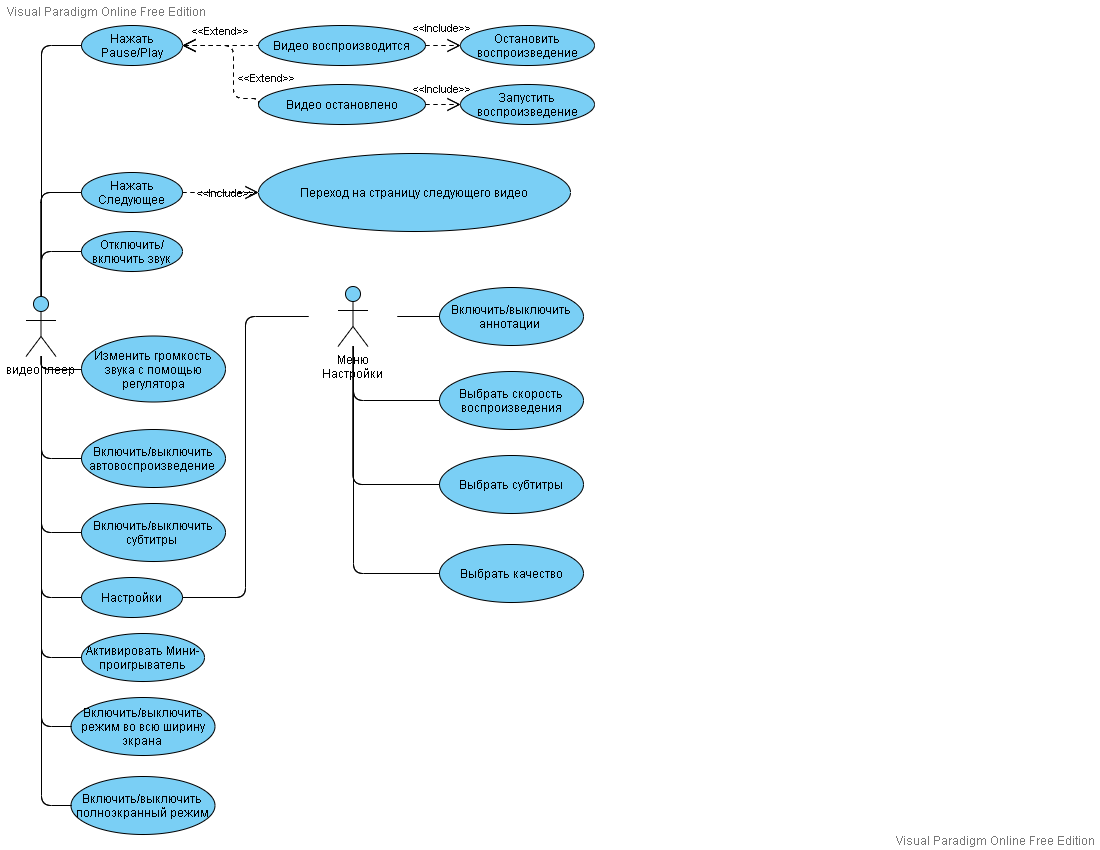 Visual Paradigm Online Free Edition
Нажать
Pause/Play
<<Extend>>
Видео воспроизводится
<<Include>>
Остановить
воспроизведение
<<Extend>>
Видео остановлено
<<Include>>
Запустить
воспроизведение
Нажать
Следующее
<<Include>>
Переход на страницу следующего видео
Отключить/
включить звук
видеоплеер
Изменить громкость
звука с помощью
регулятора
Меню
Настройки
Включить/выключить
аннотации
Выбрать скорость
воспроизведения
Включить/выключить
автовоспроизведение
Выбрать субтитры
Включить/выключить
субтитры
Выбрать качество
Настройки
Активировать Мини-
проигрыватель
Включить/выключить
режим во всю ширину
экрана
Включить/выключить
полноэкранный режим
Visual Paradigm Online Free Edition